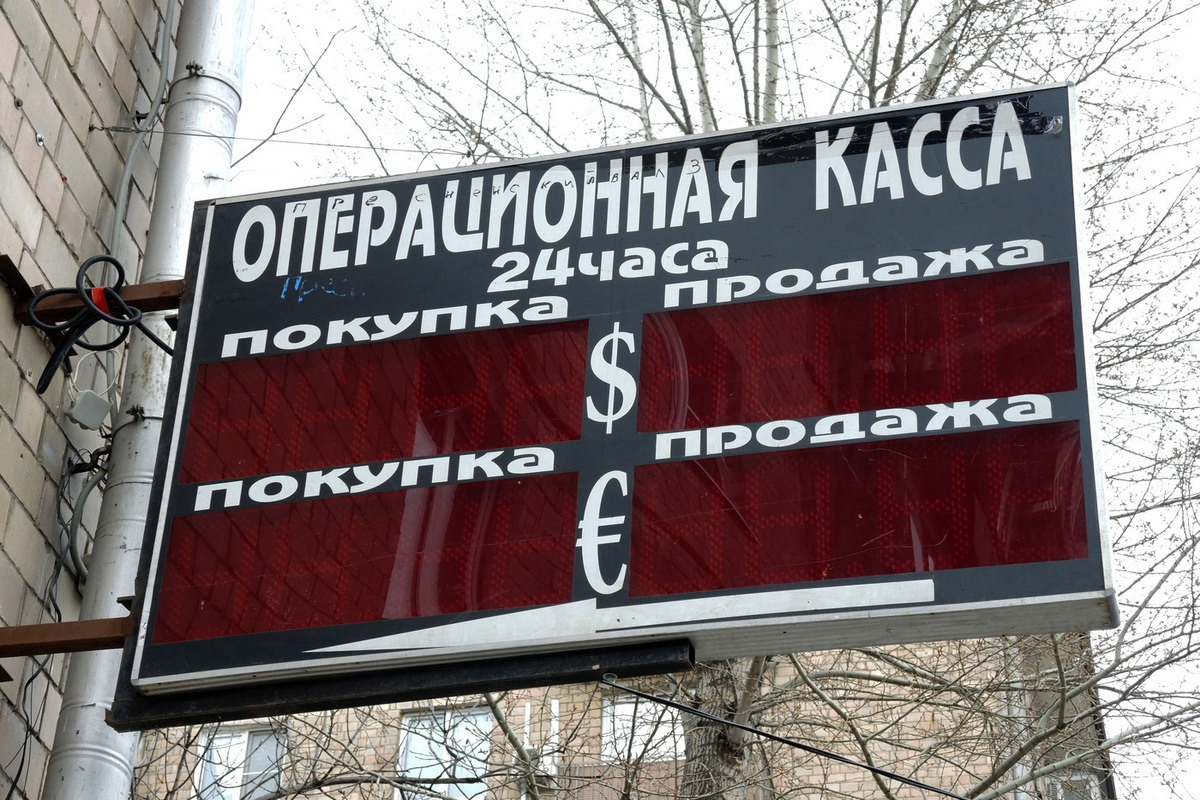 ОПЕРАЦИОННАЯ КАССА
24часа
покупка продажа
$
покупка продажа
€